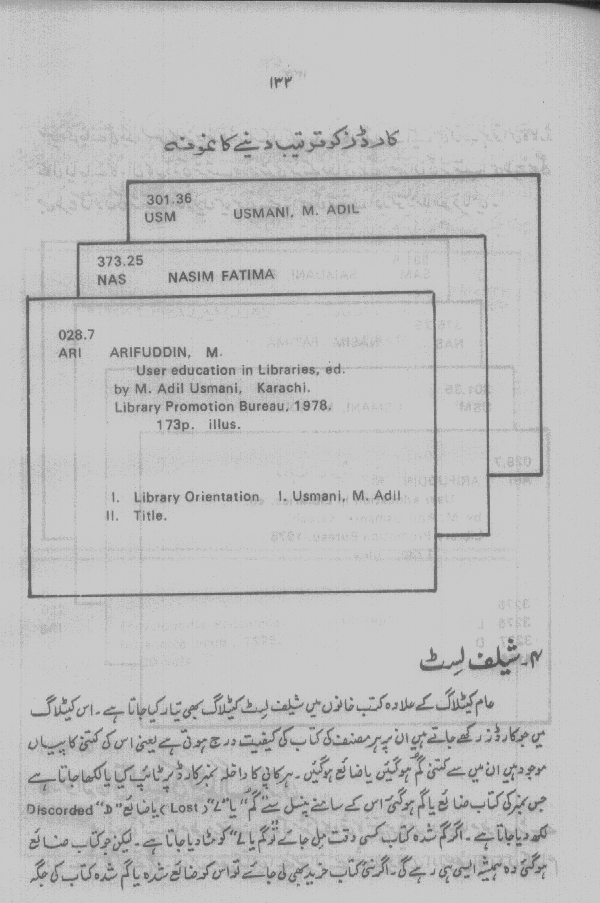 ۱۳۳
کارڈز کو ترتیب دینے کا نمونہ
301.36
USM USMANI, M. ADIL
373.25
NAS NASIM FATIMA
028.7
ARI ARIFUDDIN, M.
User education in Libraries, ed.
by M. Adil Usmani, Karachi.
Library Promotion Bureau, 1978.
173p. illus.
I. Library Orientation I. Usmani, M. Adil
II. Title.
۴۔ شیلف لسٹ
عام کیٹلاگ کے علاوہ کتب خانوں میں شیلف لسٹ کیٹلاگ بھی تیار کیا جاتا ہے ۔ اس کیٹلاگ
میں جو کارڈز رکھے جاتے ہیں ان پر ہر مصنف کی کتاب کی کیفیت درج ہوتی ہے یعنی اس کی کتنی کاپیاں
موجود ہیں ان میں سے کتنی گم ہوگئیں یا ضائع ہوگئیں ۔ ہر کاپی کا داخلہ نمبر کارڈ پر ٹائپ کیا یا لکھا جاتا ہے
جس نمبر کی کتاب ضائع یا گم ہوگئی اس کے سامنے پنسل سے "گم" یا "L" ( Lost ) یا ضائع "D" Discorded
لکھ دیا جاتا ہے ۔ اگر گم شدہ کتاب کسی وقت مل جائے تو گم یا "L" کو مٹا دیا جاتا ہے ۔ لیکن جو کتاب ضائع
ہوگئی وہ ہمیشہ ایسی ہی رہے گی ۔ اگر نئی کتاب خرید بھی لی جائے تو اس کو ضائع شدہ یا گم شدہ کتاب کی جگہ